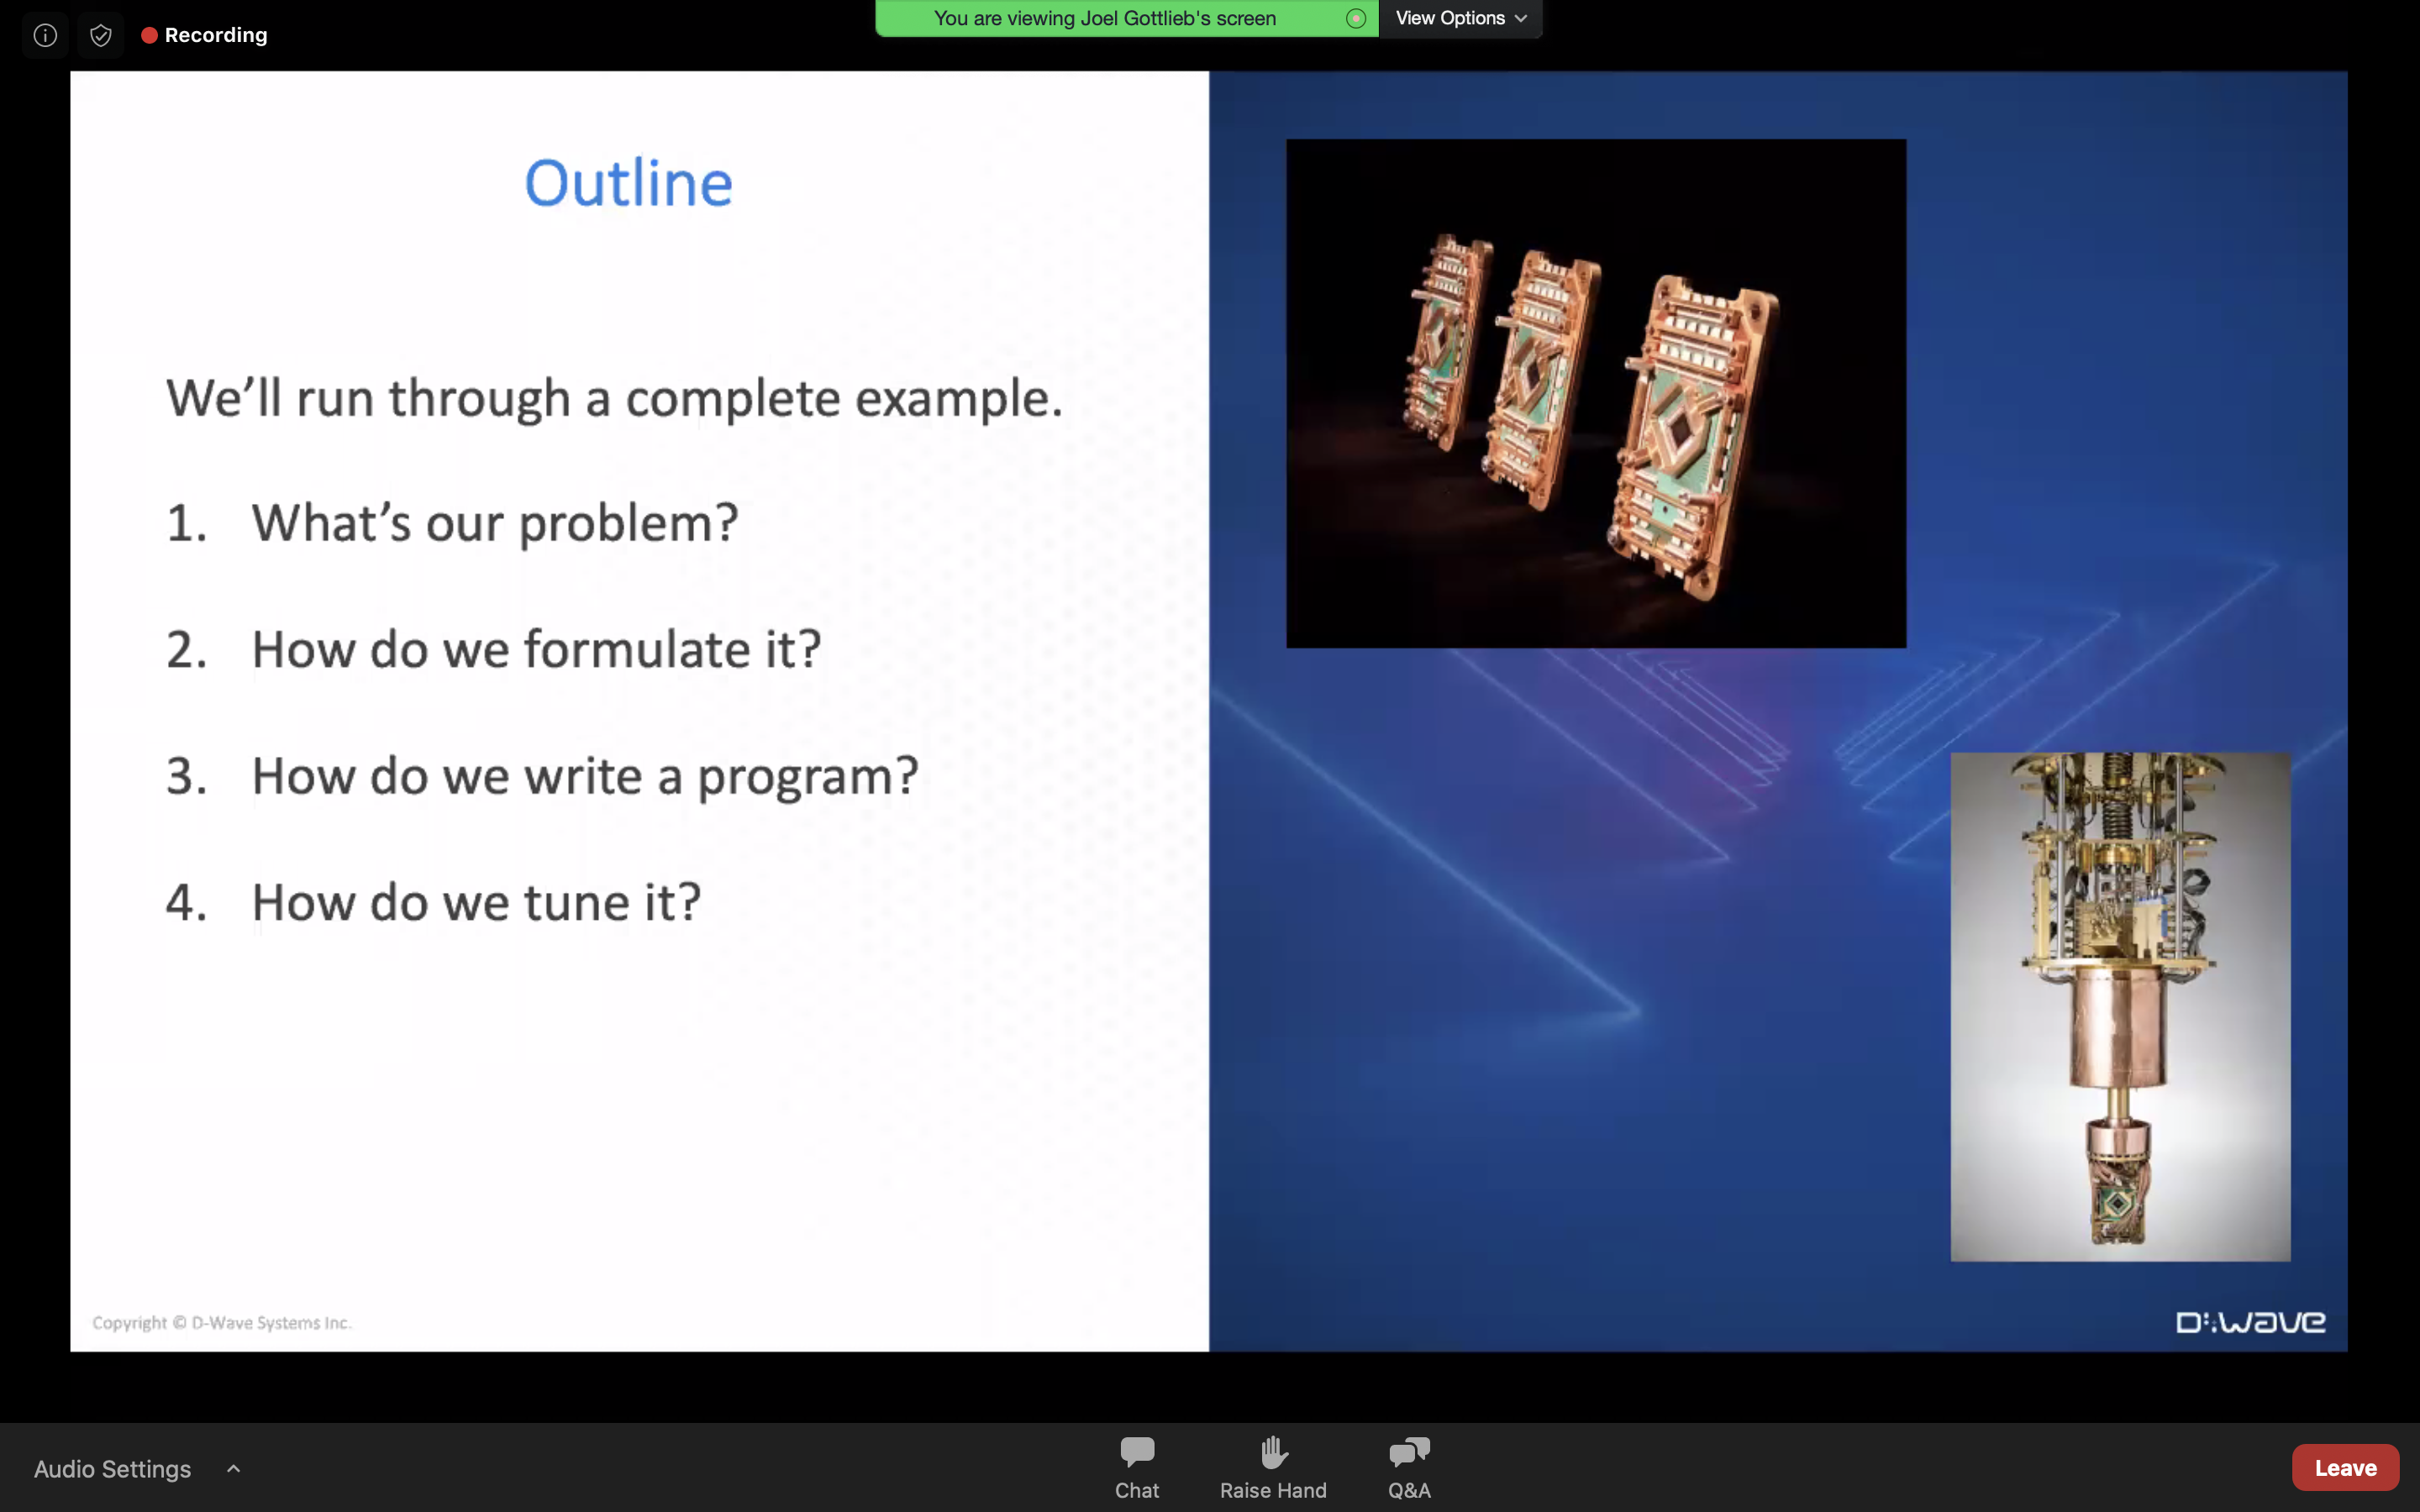 Recording
You are viewing Joel Gottlieb's screen
View Options
Outline
We’ll run through a complete example.
1. What’s our problem?
2. How do we formulate it?
3. How do we write a program?
4. How do we tune it?
Copyright © D-Wave Systems Inc.
D:wave
Audio Settings
Chat
Raise Hand
Q&A
Leave